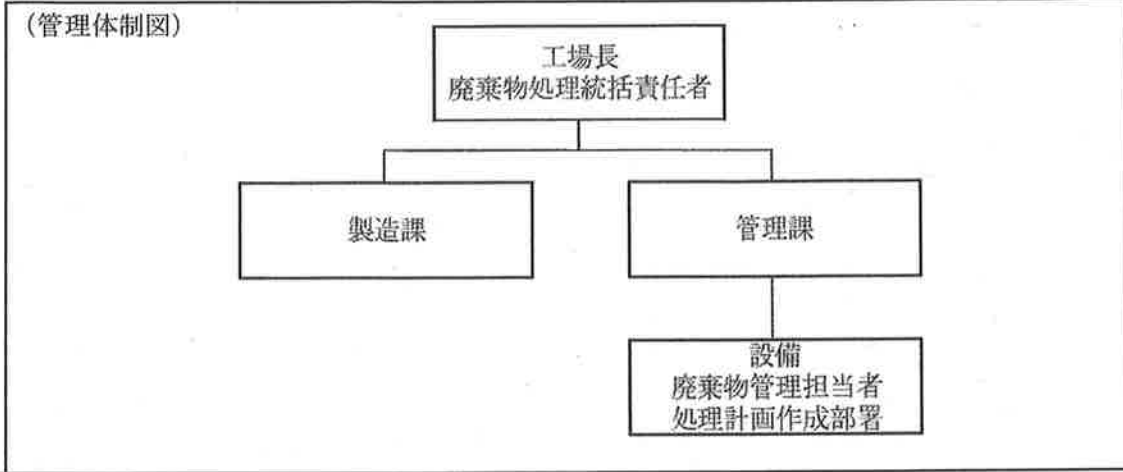 （管理体制図）
工場長
廃棄物処理統括責任者
製造課
管理課
設備
廃棄物管理担当者
処理計画作成部署